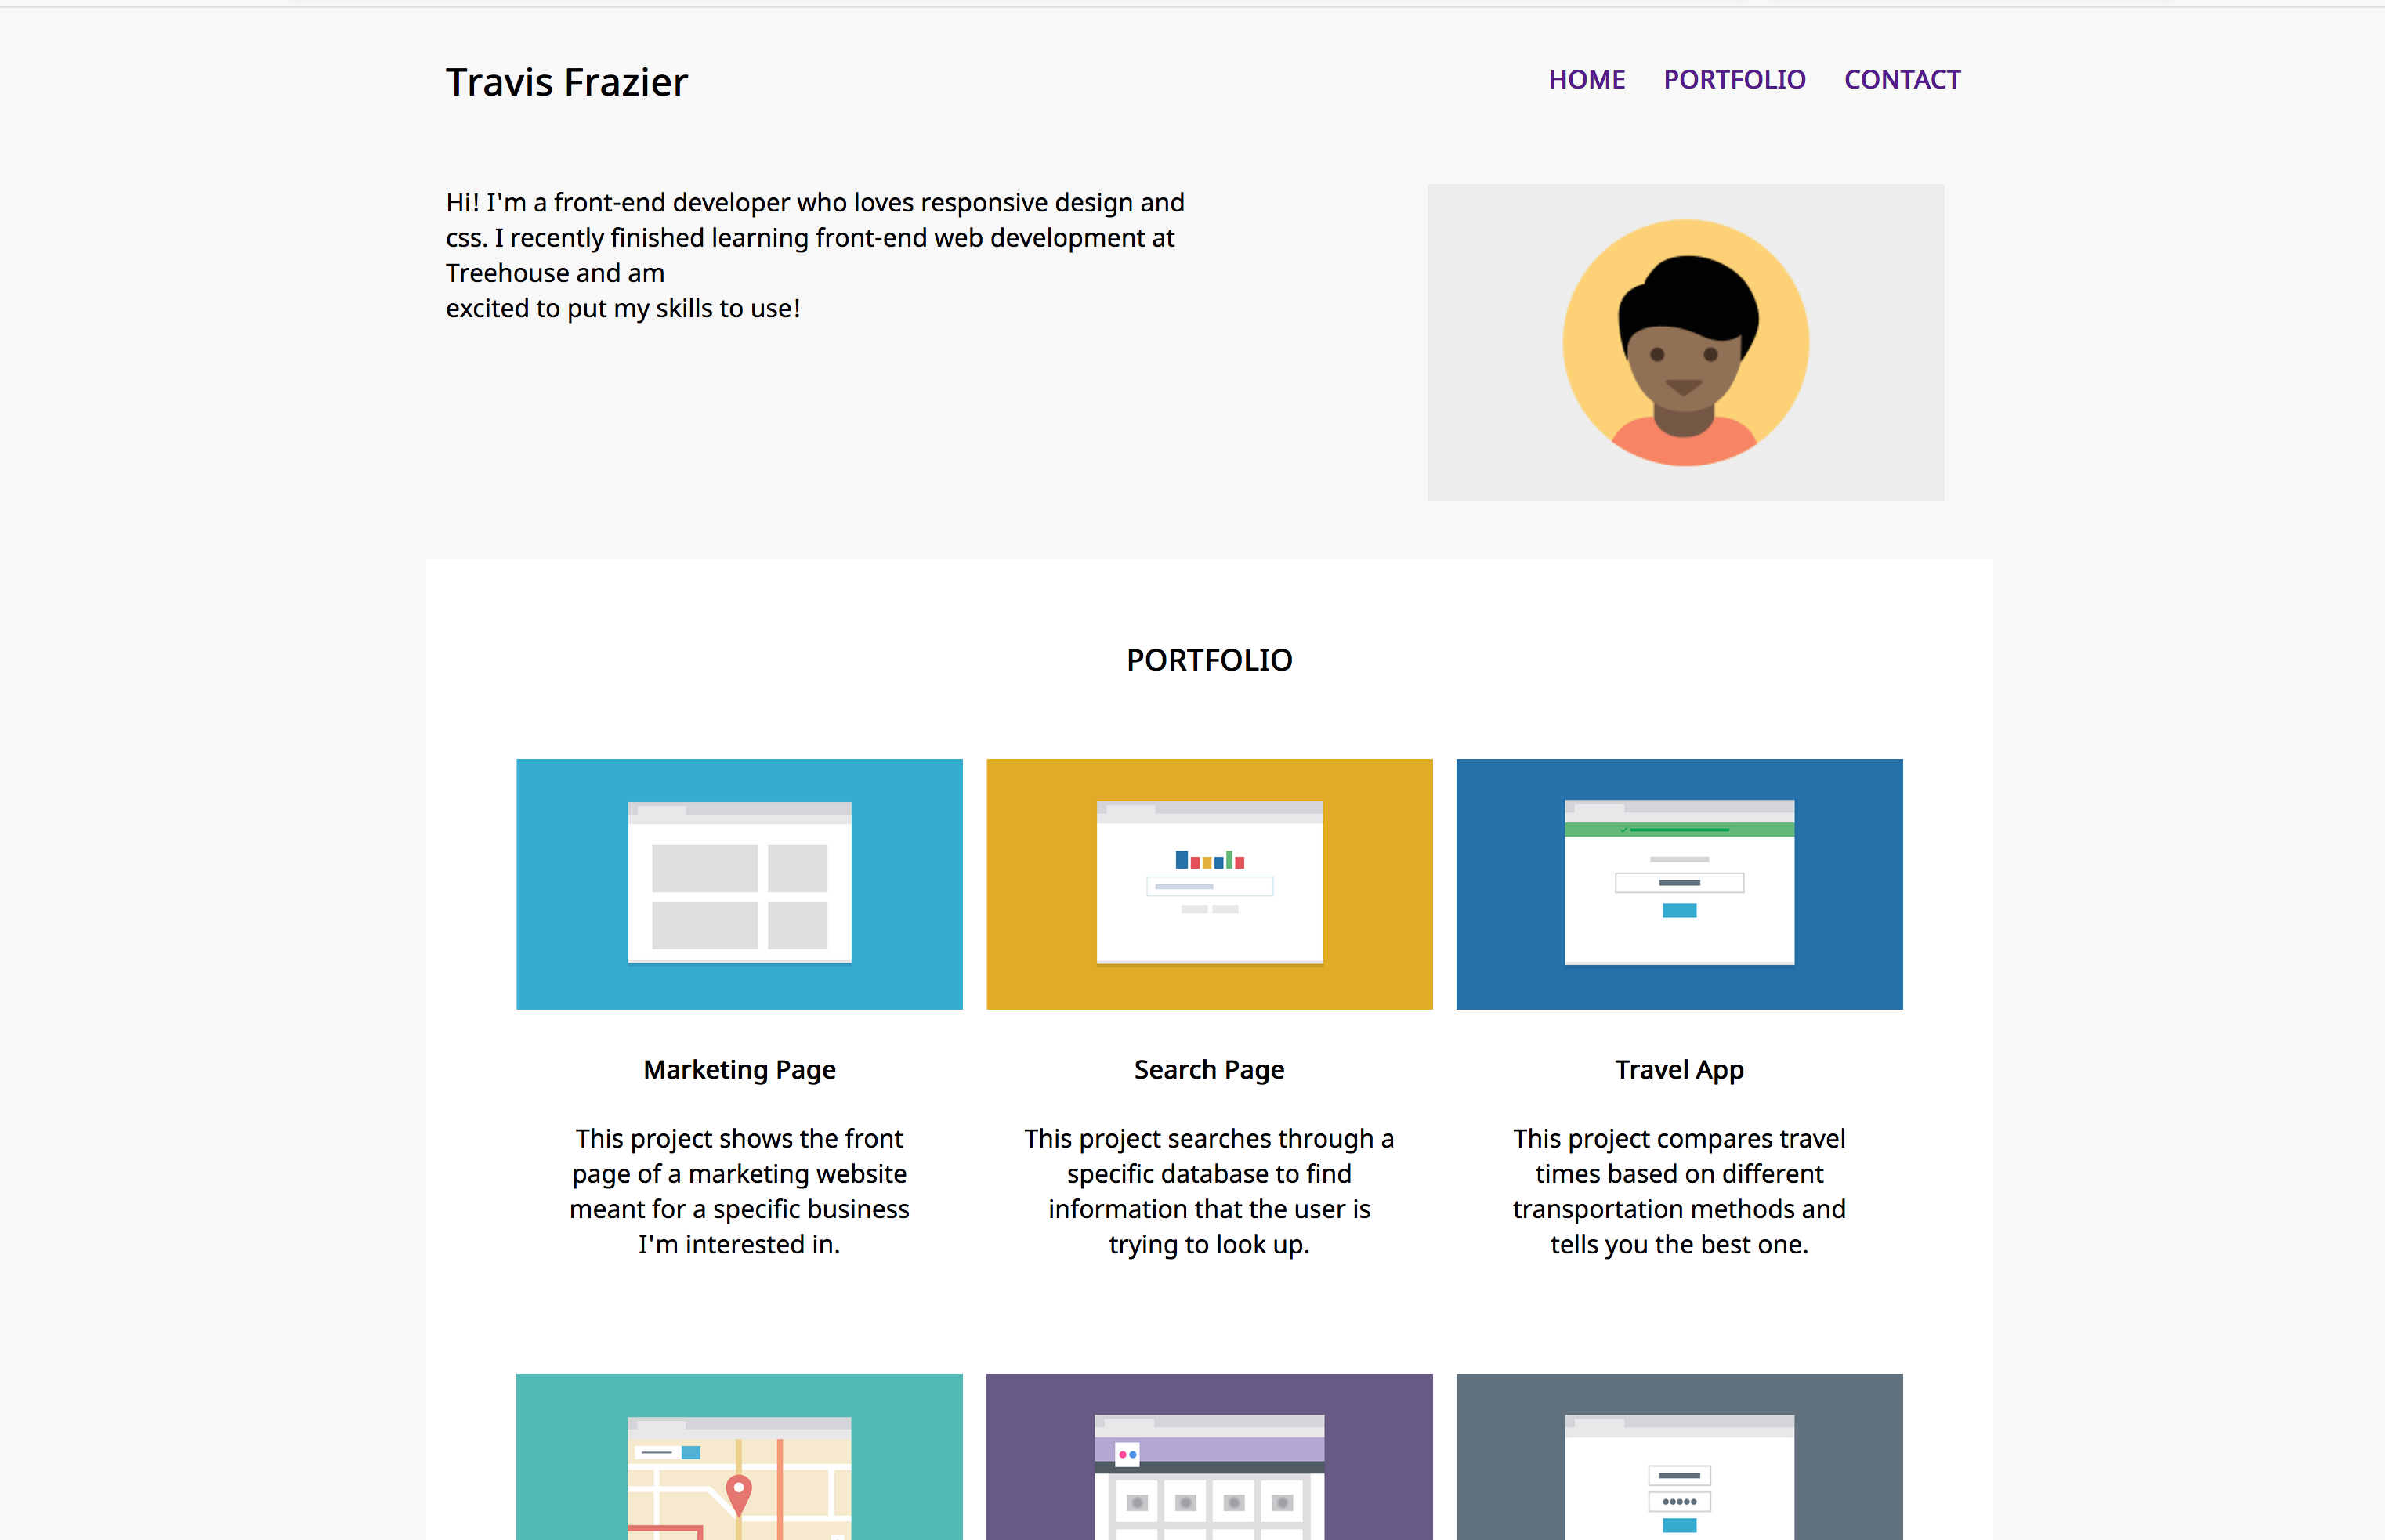 Travis Frazier
HOME PORTFOLIO CONTACT
Hi! I'm a front-end developer who loves responsive design and
css. I recently finished learning front-end web development at
Treehouse and am
excited to put my skills to use!
PORTFOLIO
Marketing Page
This project shows the front
page of a marketing website
meant for a specific business
I'm interested in.
Search Page
This project searches through a
specific database to find
information that the user is
trying to look up.
Travel App
This project compares travel
times based on different
transportation methods and
tells you the best one.